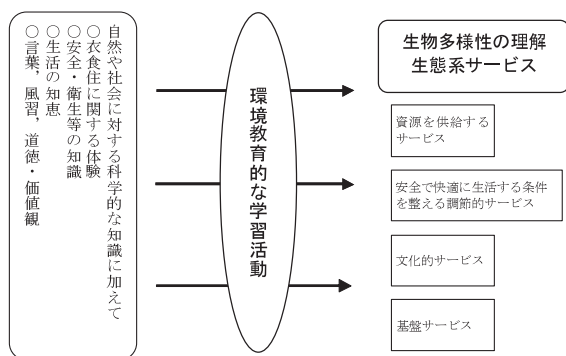 自然や社会に対する科学的な知識に加えて
○衣食住に関する体験
○安全・衛生等の知識
○生活の知恵
○言葉，風習，道徳・価値観
環境教育的な学習活動
生物多様性の理解
生態系サービス
資源を供給する
サービス
安全で快適に生活する条件
を整える調節的サービス
文化的サービス
基盤サービス